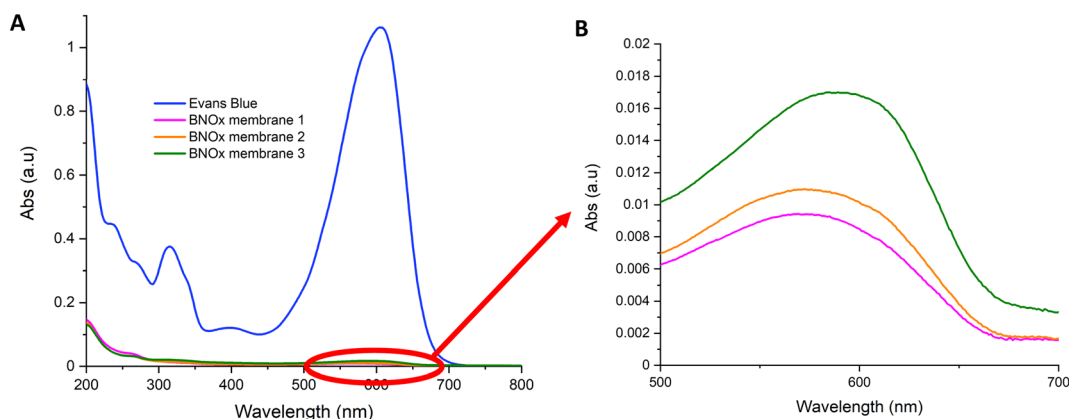 A
Abs (a.u)
1
0.8
0.6
0.4
0.2
0
200
300
400
500
600
700
800
Wavelength (nm)
Evans Blue
BNOx membrane 1
BNOx membrane 2
BNOx membrane 3
B
Abs (a.u)
0.02
0.018
0.016
0.014
0.012
0.01
0.008
0.006
0.004
0.002
0
500
600
700
Wavelength (nm)